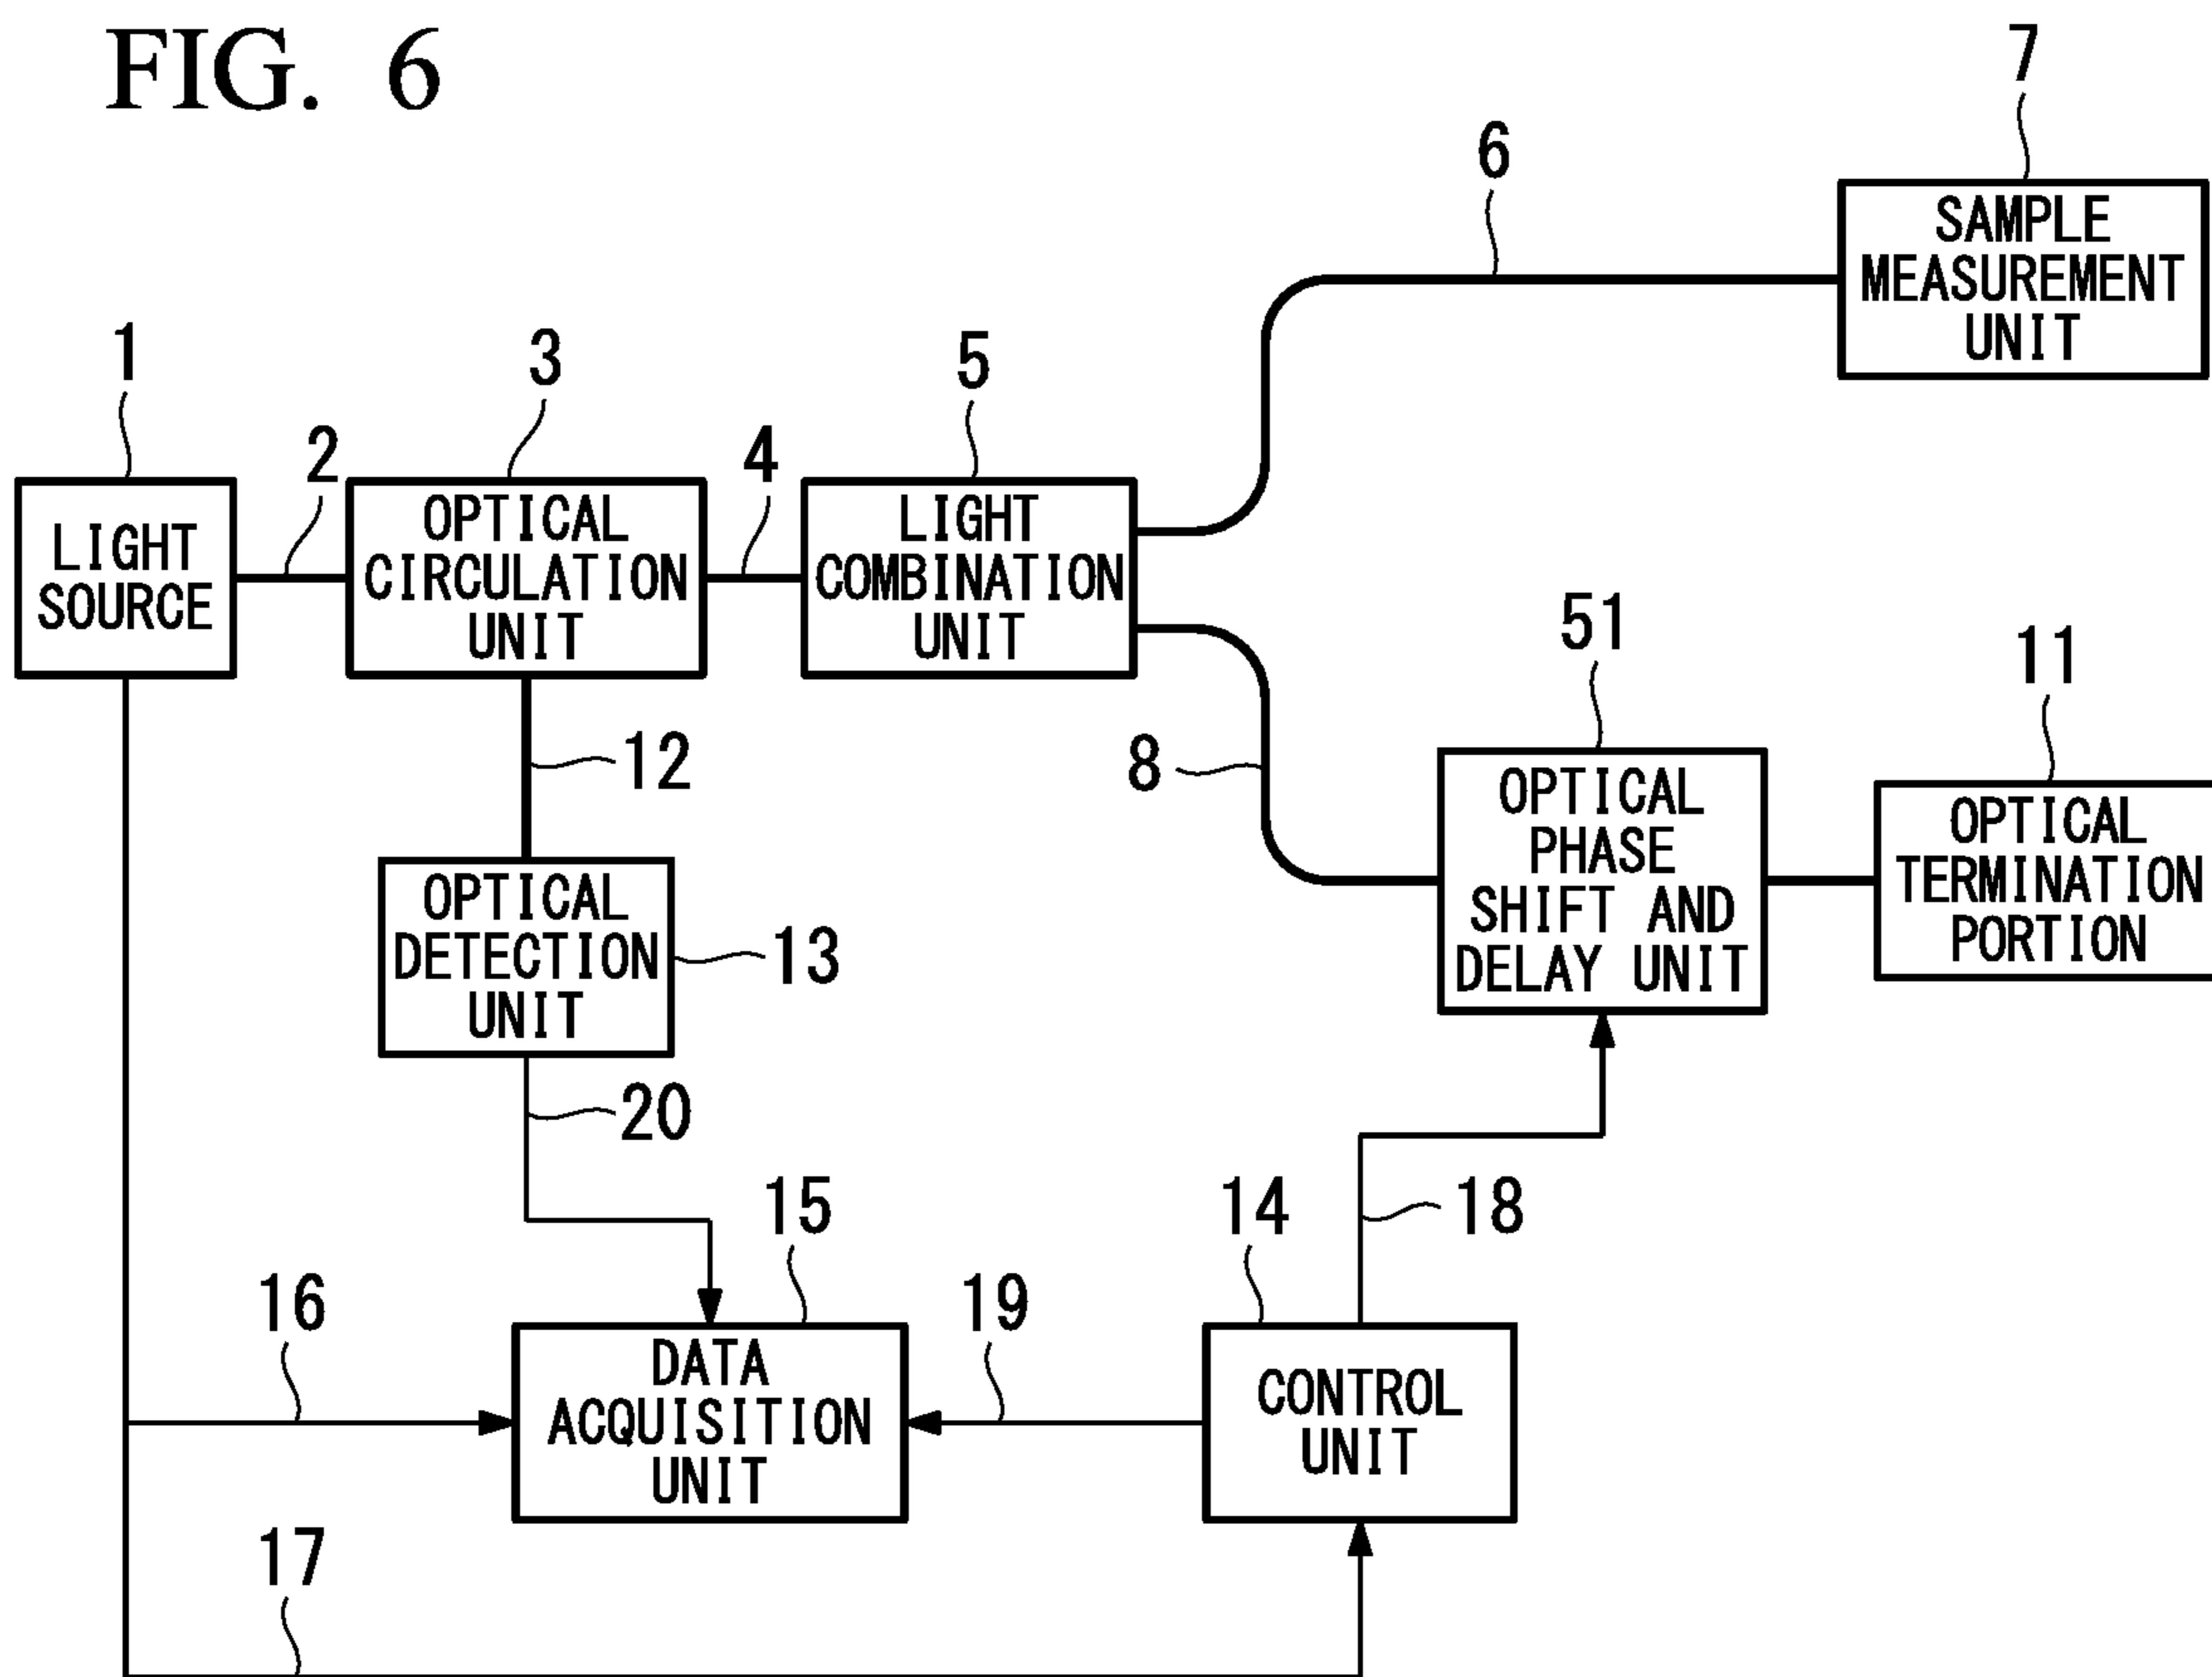 FIG. 6
7
6
SAMPLE
MEASUREMENT
UNIT
1
3
5
2
4
LIGHT
SOURCE
OPTICAL
CIRCULATION
UNIT
LIGHT
COMBINATION
UNIT
51
11
12
8
OPTICAL
PHASE
SHIFT AND
DELAY UNIT
OPTICAL
TERMINATION
PORTION
OPTICAL
DETECTION
UNIT
13
20
15
14
18
16
19
DATA
ACQUISITION
UNIT
CONTROL
UNIT
17